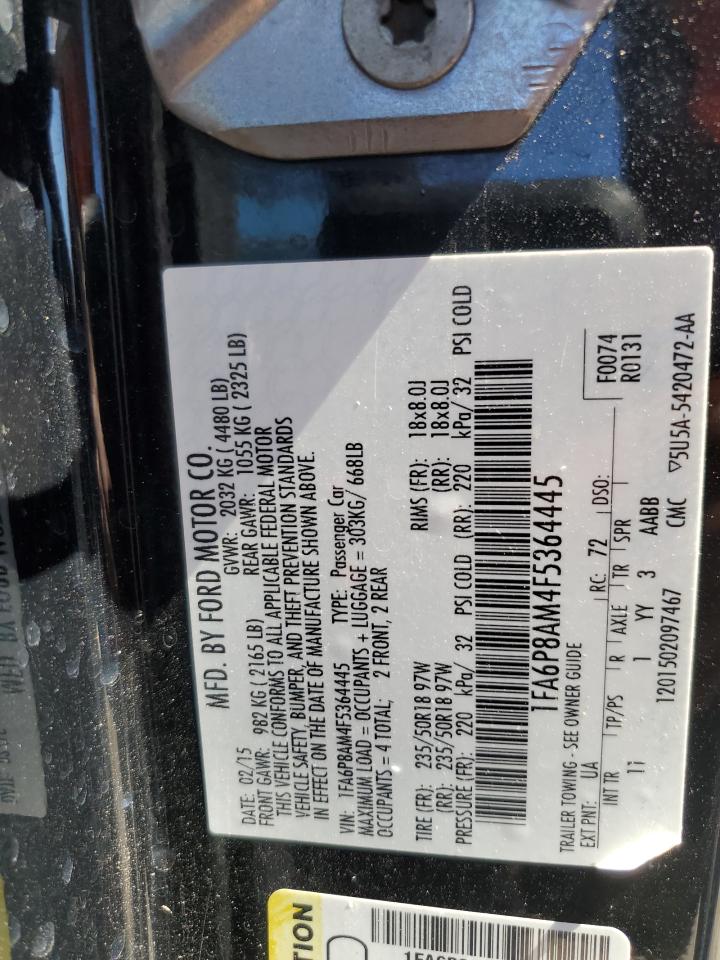 MFD. BY FORD MOTOR CO.
DATE: 02/15 GVWR: 2032 KG ( 4480 LB)
FRONT GAWR: 982 KG ( 2165 LB) REAR GAWR: 1055 KG ( 2325 LB)
THIS VEHICLE CONFORMS TO ALL APPLICABLE FEDERAL MOTOR
VEHICLE SAFETY, BUMPER, AND THEFT PREVENTION STANDARDS
IN EFFECT ON THE DATE OF MANUFACTURE SHOWN ABOVE.
VIN: 1FA6P8AM4F5364445 TYPE: Passenger Car
MAXIMUM LOAD = OCCUPANTS + LUGGAGE = 303KG/ 668LB
OCCUPANTS = 4 TOTAL; 2 FRONT, 2 REAR
TIRE (FR): 235/50R18 97W RIMS (FR): 18x8.0J
(RR): 235/50R18 97W (RR): 18x8.0J
PRESSURE (FR): 220 kPa/ 32 PSI COLD (RR): 220 kPa/ 32 PSI COLD
1FA6P8AM4F5364445
TRAILER TOWING - SEE OWNER GUIDE
EXT PNT: UA RC: 72 DSO: F0074
R0131
INT TR TP/PS R AXLE TR SPR
1i 1 YY 3 AABB
1201502097467 CMC ▽5U5A-5420472-AA
TION